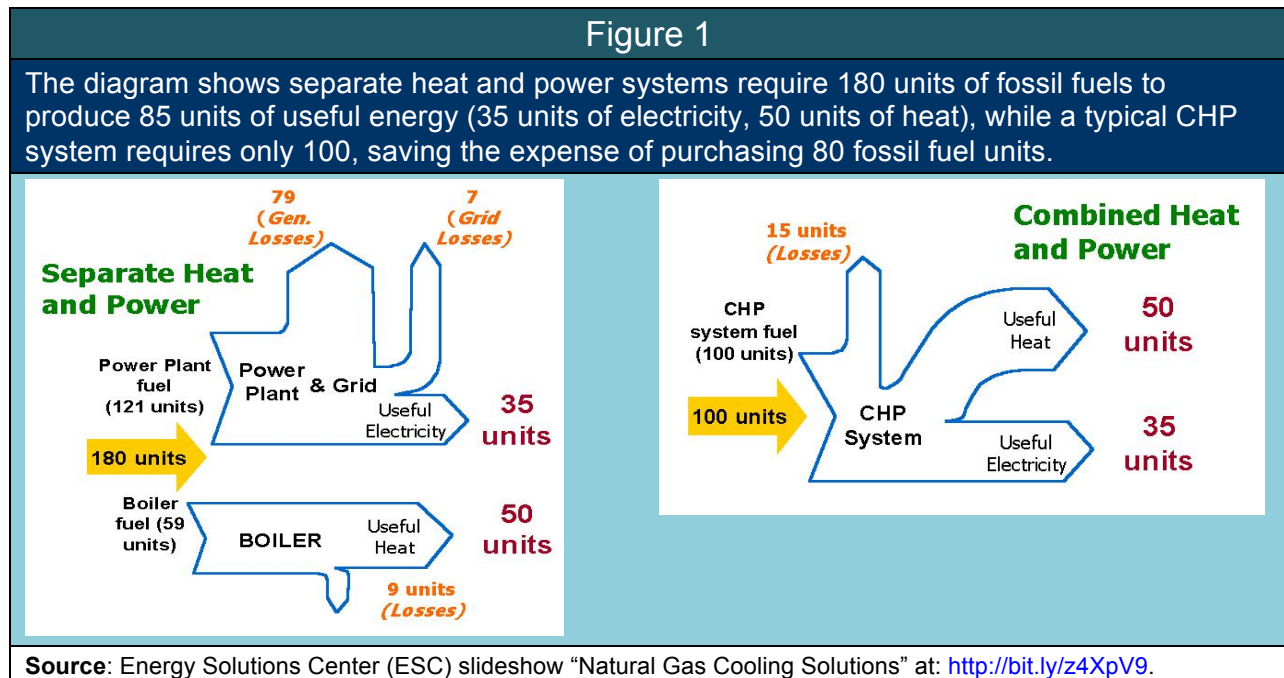 Figure 1
The diagram shows separate heat and power systems require 180 units of fossil fuels to
produce 85 units of useful energy (35 units of electricity, 50 units of heat), while a typical CHP
system requires only 100, saving the expense of purchasing 80 fossil fuel units.
79
(Gen.
Losses)
7
(Grid
Losses)
Separate Heat
and Power
Power Plant
fuel
(121 units)
Power
Plant
& Grid
Useful
Electricity
35
units
180 units
Boiler
fuel (59
units)
BOILER
Useful
Heat
50
units
9 units
(Losses)
Combined Heat
and Power
15 units
(Losses)
CHP
system fuel
(100 units)
Useful
Heat
50
units
100 units
CHP
System
Useful
Electricity
35
units
Source: Energy Solutions Center (ESC) slideshow “Natural Gas Cooling Solutions” at: http://bit.ly/z4XpV9.